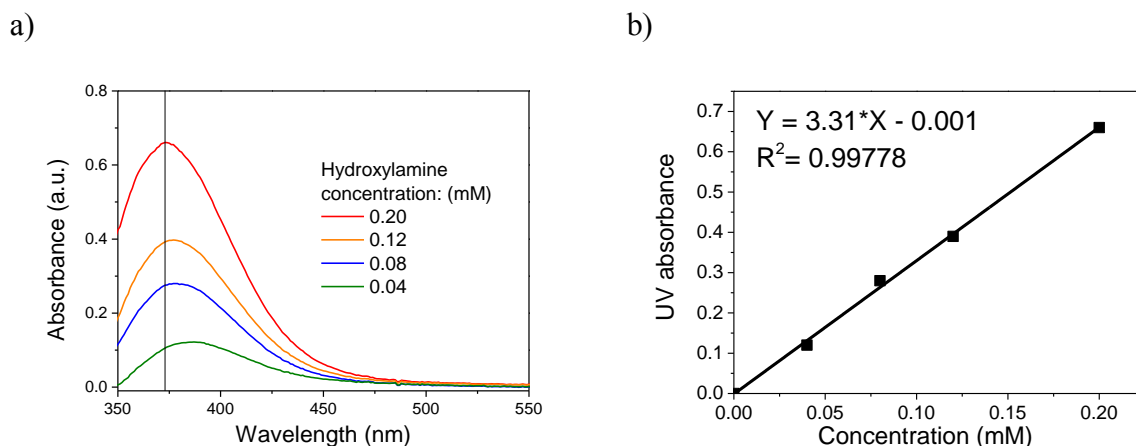 a)
b)
0.8
0.6
0.4
0.2
0.0
350
400
450
500
550
Absorbance (a.u.)
Wavelength (nm)
Hydroxylamine
concentration: (mM)
0.20
0.12
0.08
0.04
0.7
0.6
0.5
0.4
0.3
0.2
0.1
0.0
0.00
0.05
0.10
0.15
0.20
UV absorbance
Concentration (mM)
Y = 3.31*X - 0.001
R²= 0.99778